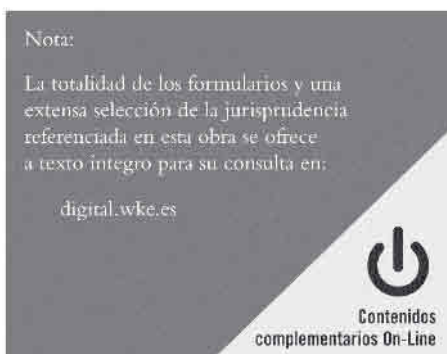 Nota:
La totalidad de los formularios y una
extensa selección de la jurisprudencia
referenciada en esta obra se ofrece
a texto íntegro para su consulta en:
digital.wke.es
Contenidos
complementarios On-Line